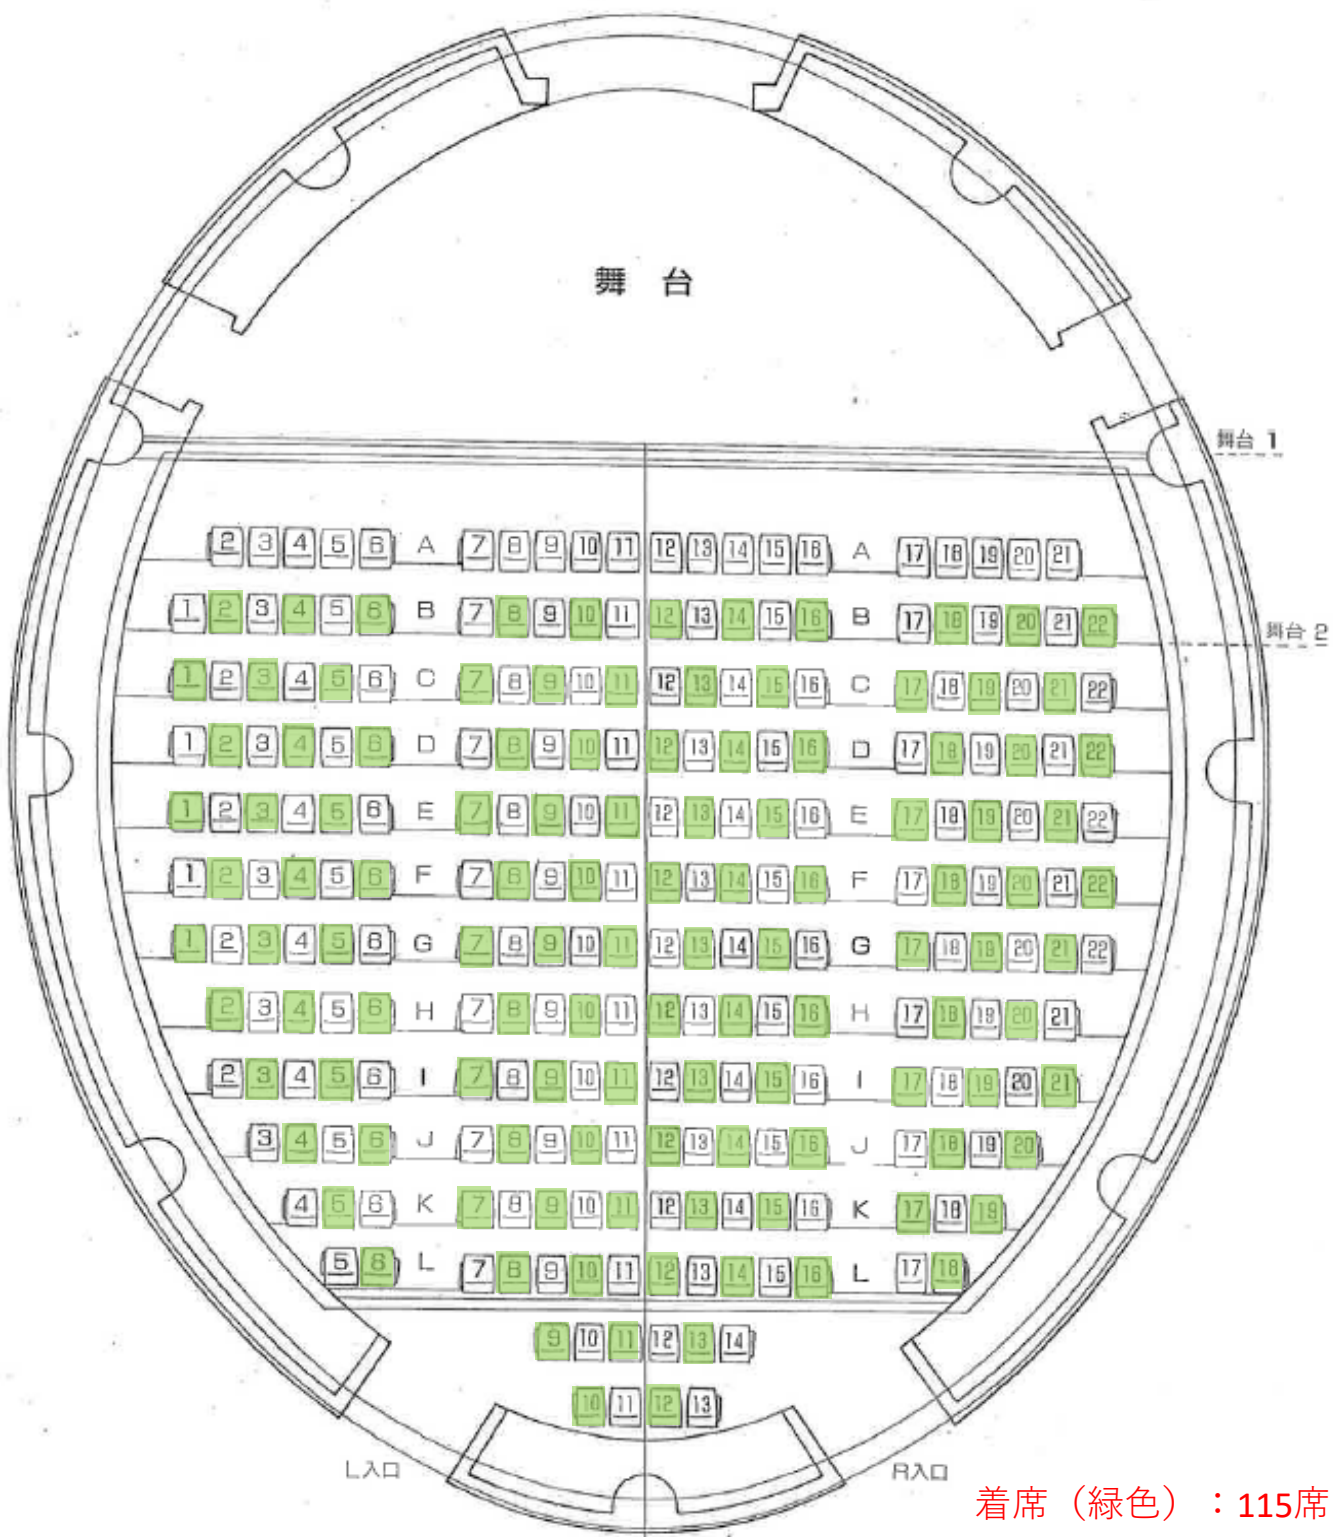 舞 台
舞台 1
2 3 4 5 6 A 7 8 9 10 11 12 13 14 15 16 A 17 18 19 20 21
1 2 3 4 5 6 B 7 8 9 10 11 12 13 14 15 16 B 17 18 19 20 21 22
舞台 2
1 2 3 4 5 6 C 7 8 9 10 11 12 13 14 15 16 C 17 18 19 20 21 22
1 2 3 4 5 6 D 7 8 9 10 11 12 13 14 15 16 D 17 18 19 20 21 22
1 2 3 4 5 6 E 7 8 9 10 11 12 13 14 15 16 E 17 18 19 20 21 22
1 2 3 4 5 6 F 7 8 9 10 11 12 13 14 15 16 F 17 18 19 20 21 22
1 2 3 4 5 6 G 7 8 9 10 11 12 13 14 15 16 G 17 18 19 20 21 22
2 3 4 5 6 H 7 8 9 10 11 12 13 14 15 16 H 17 18 19 20 21
2 3 4 5 6 I 7 8 9 10 11 12 13 14 15 16 I 17 18 19 20 21
3 4 5 6 J 7 8 9 10 11 12 13 14 15 16 J 17 18 19 20
4 5 6 K 7 8 9 10 11 12 13 14 15 16 K 17 18 19
5 6 L 7 8 9 10 11 12 13 14 15 16 L 17 18
9 10 11 12 13 14
10 11 12 13
L入口
R入口
着席（緑色）：115席